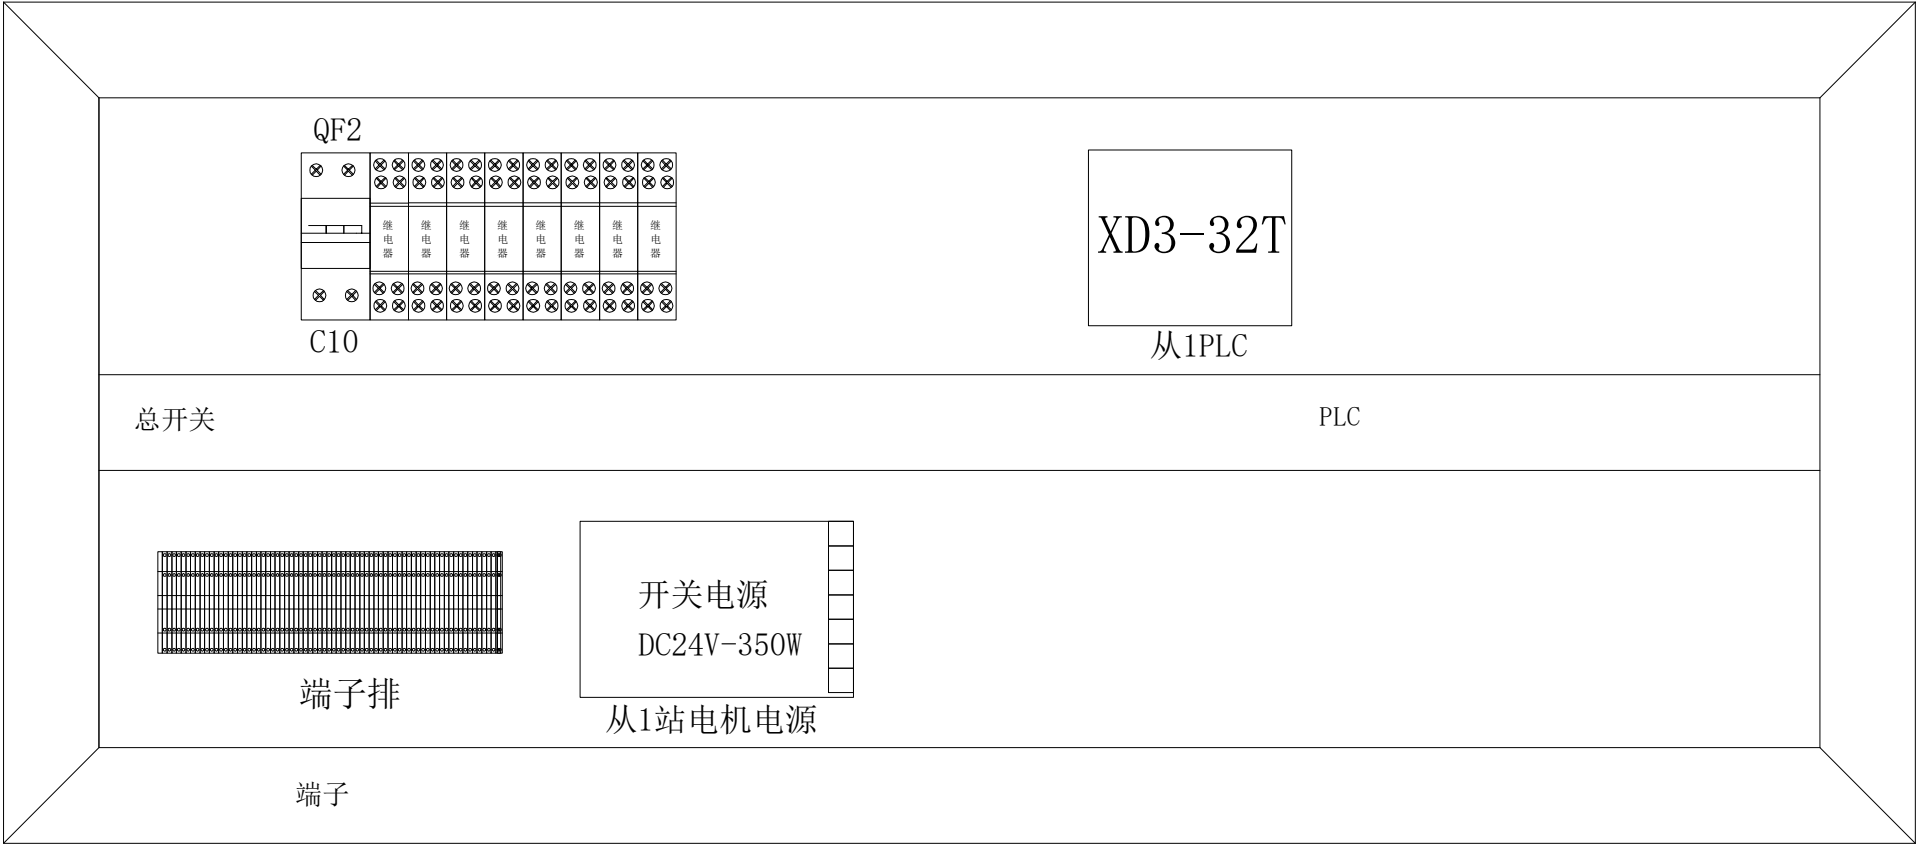 QF2
继电器
继电器
继电器
继电器
继电器
继电器
继电器
继电器
C10
XD3-32T
从1PLC
总开关
PLC
开关电源
DC24V-350W
端子排
从1站电机电源
端子